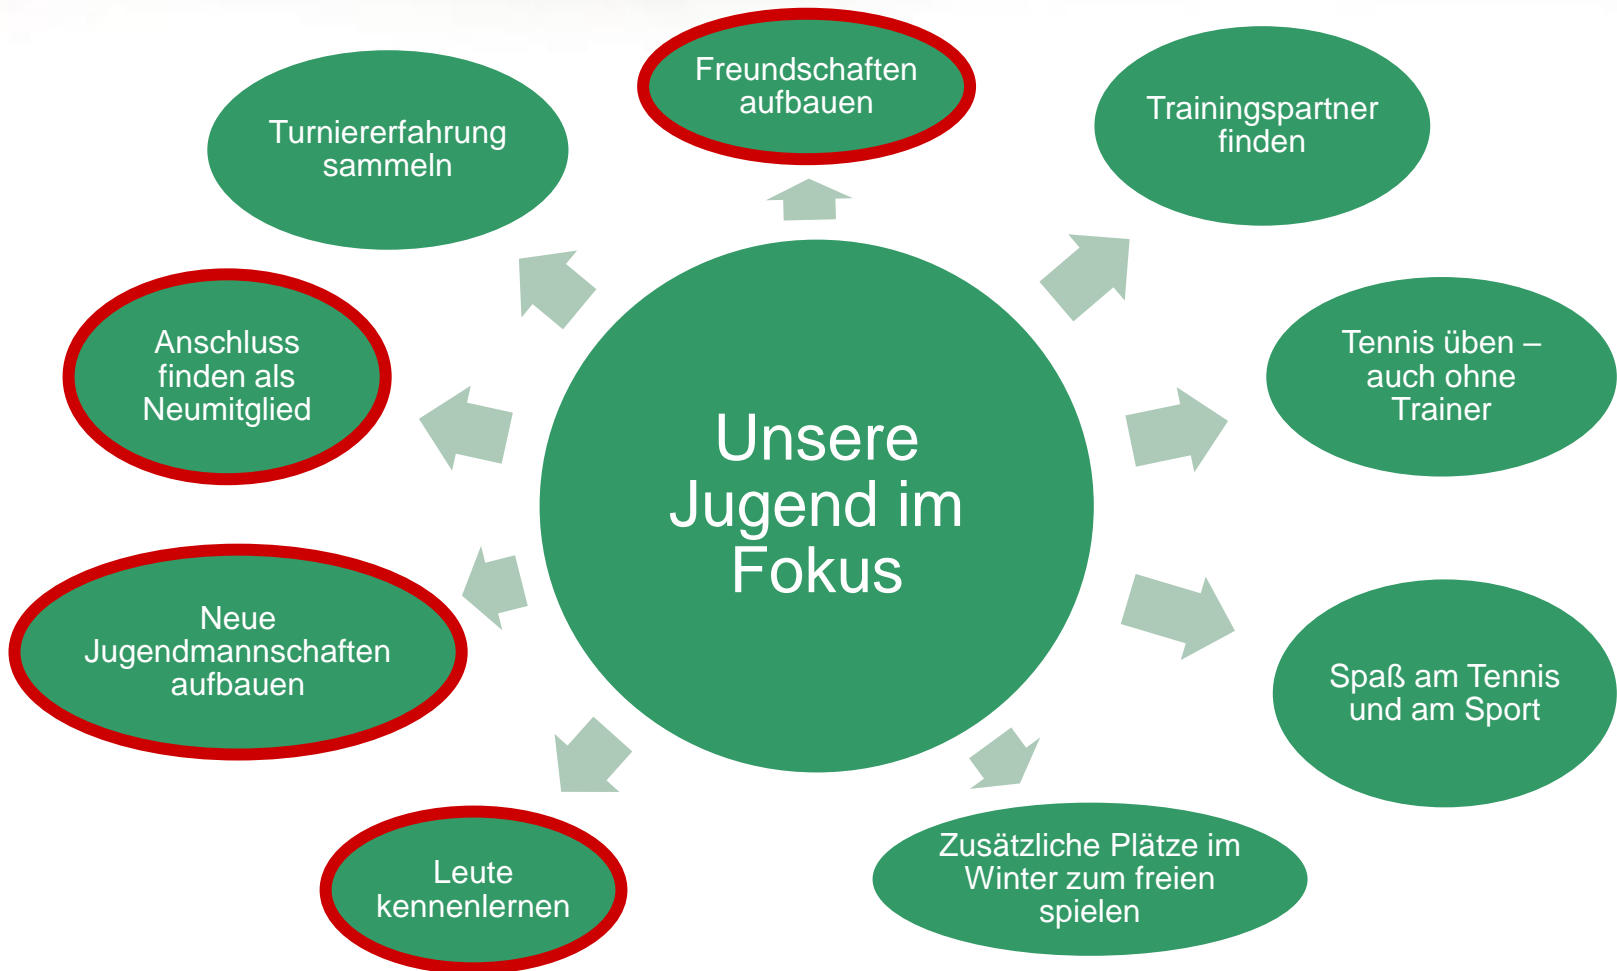 Freundschaften
aufbauen
Trainingspartner
finden
Turniererfahrung
sammeln
Anschluss
finden als
Neumitglied
Tennis üben –
auch ohne
Trainer
Unsere
Jugend im
Fokus
Neue
Jugendmannschaften
aufbauen
Spaß am Tennis
und am Sport
Leute
kennenlernen
Zusätzliche Plätze im
Winter zum freien
spielen